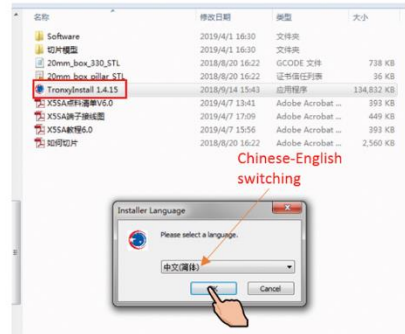 名称 修改日期 类型 大小
Software 2019/4/1 16:30 文件夹
切片模型 2019/4/1 16:30 文件夹
20mm_box_330_STL 2018/8/20 16:22 GCODE 文件 738 KB
20mm_box pillar STL 2018/8/20 16:22 证书信任列表 36 KB
TronxyInstall 1.4.15 2018/9/14 15:43 应用程序 134,832 KB
X5SA点料清单V6.0 2019/4/7 13:41 Adobe Acrobat ... 393 KB
X5SA端子接线图 2019/4/7 17:09 Adobe Acrobat ... 449 KB
X5SA教程6.0 2019/4/7 15:56 Adobe Acrobat ... 393 KB
如何切片 2018/8/20 16:22 Adobe Acrobat ... 2,560 KB
Chinese-English
switching
Installer Language
Please select a language.
中文(简体)
OK Cancel